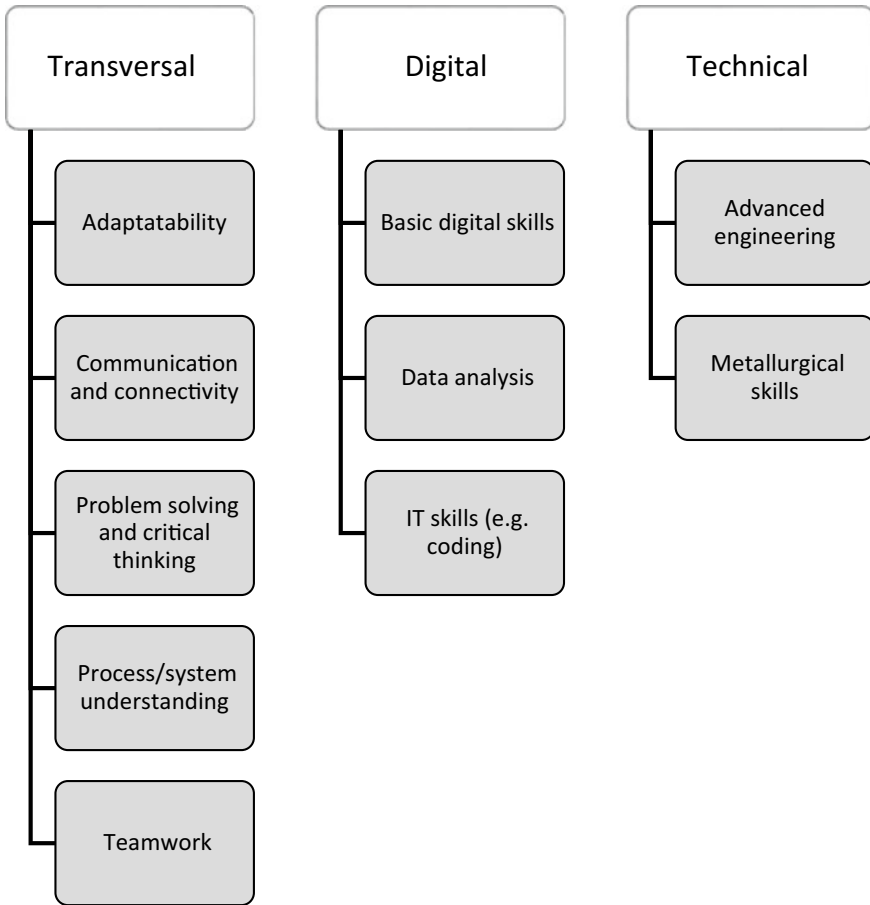 Transversal
Adaptatability
Communication
and connectivity
Problem solving
and critical
thinking
Process/system
understanding
Teamwork
Digital
Basic digital skills
Data analysis
IT skills (e.g.
coding)
Technical
Advanced
engineering
Metallurgical
skills